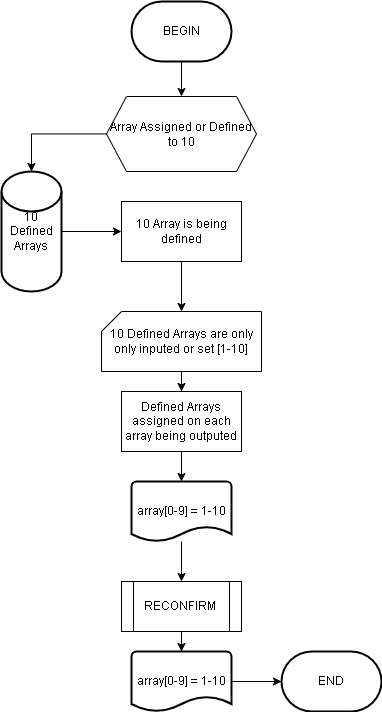 BEGIN
Array Assigned or Defined
to 10
10
Defined
Arrays
10 Array is being
defined
10 Defined Arrays are only
only inputed or set [1-10]
Defined Arrays
assigned on each
array being outputed
array[0-9] = 1-10
RECONFIRM
array[0-9] = 1-10
END